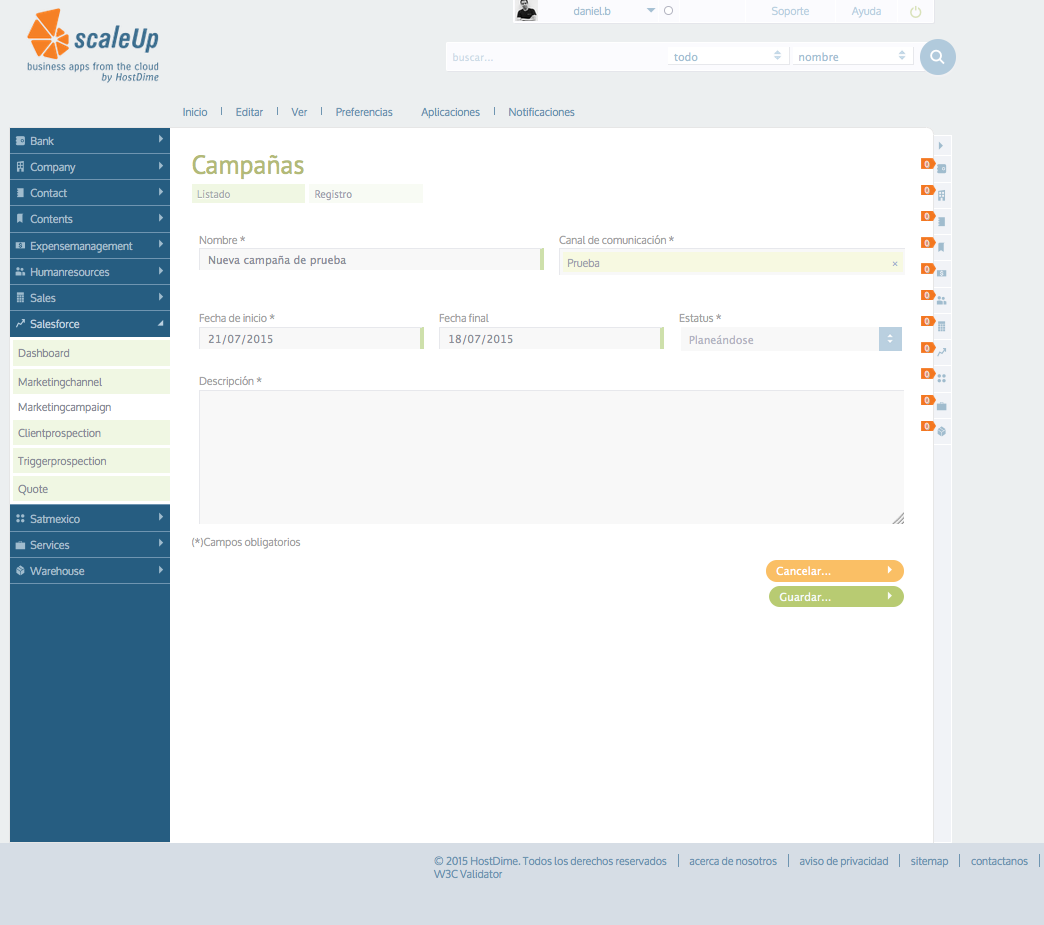 daniel.b Soporte Ayuda
scaleUp
business apps from the cloud
by HostDime
buscar... todo nombre
Inicio Editar Ver Preferencias Aplicaciones Notificaciones
Bank
Company
Contact
Contents
Expensemanagement
Humanresources
Sales
Salesforce
Dashboard
Marketingchannel
Marketingcampaign
Clientprospection
Triggerprospection
Quote
Satmexico
Services
Warehouse
Campañas
Listado Registro
Nombre * Canal de comunicación *
Nueva campaña de prueba Prueba ×
Fecha de inicio * Fecha final Estatus *
21/07/2015 18/07/2015 Planeándose
Descripción *
(*)Campos obligatorios
Cancelar...
Guardar...
0
0
0
0
0
0
0
0
0
0
0
© 2015 HostDime. Todos los derechos reservados acerca de nosotros aviso de privacidad sitemap contactanos
W3C Validator